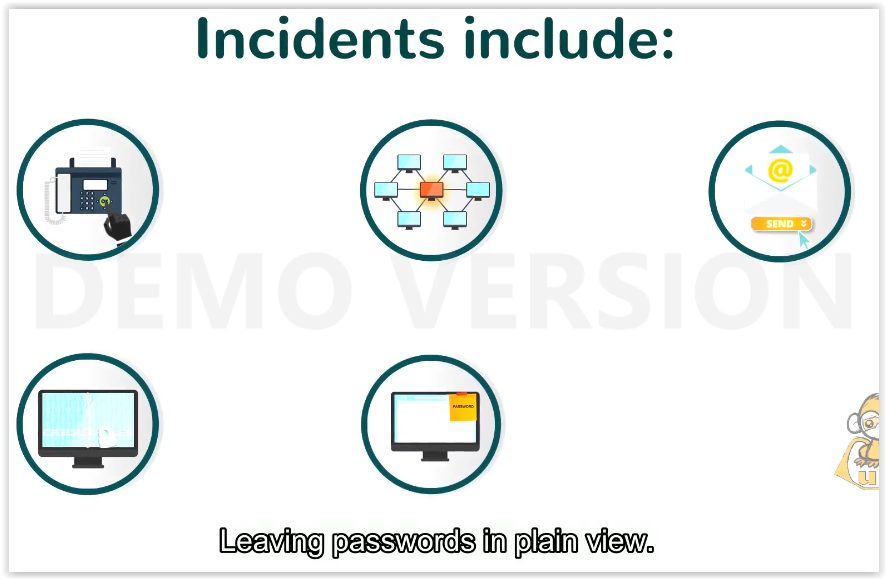 Incidents include:
@
SEND
DEMO VERSION
PASSWORD
u
Leaving passwords in plain view.